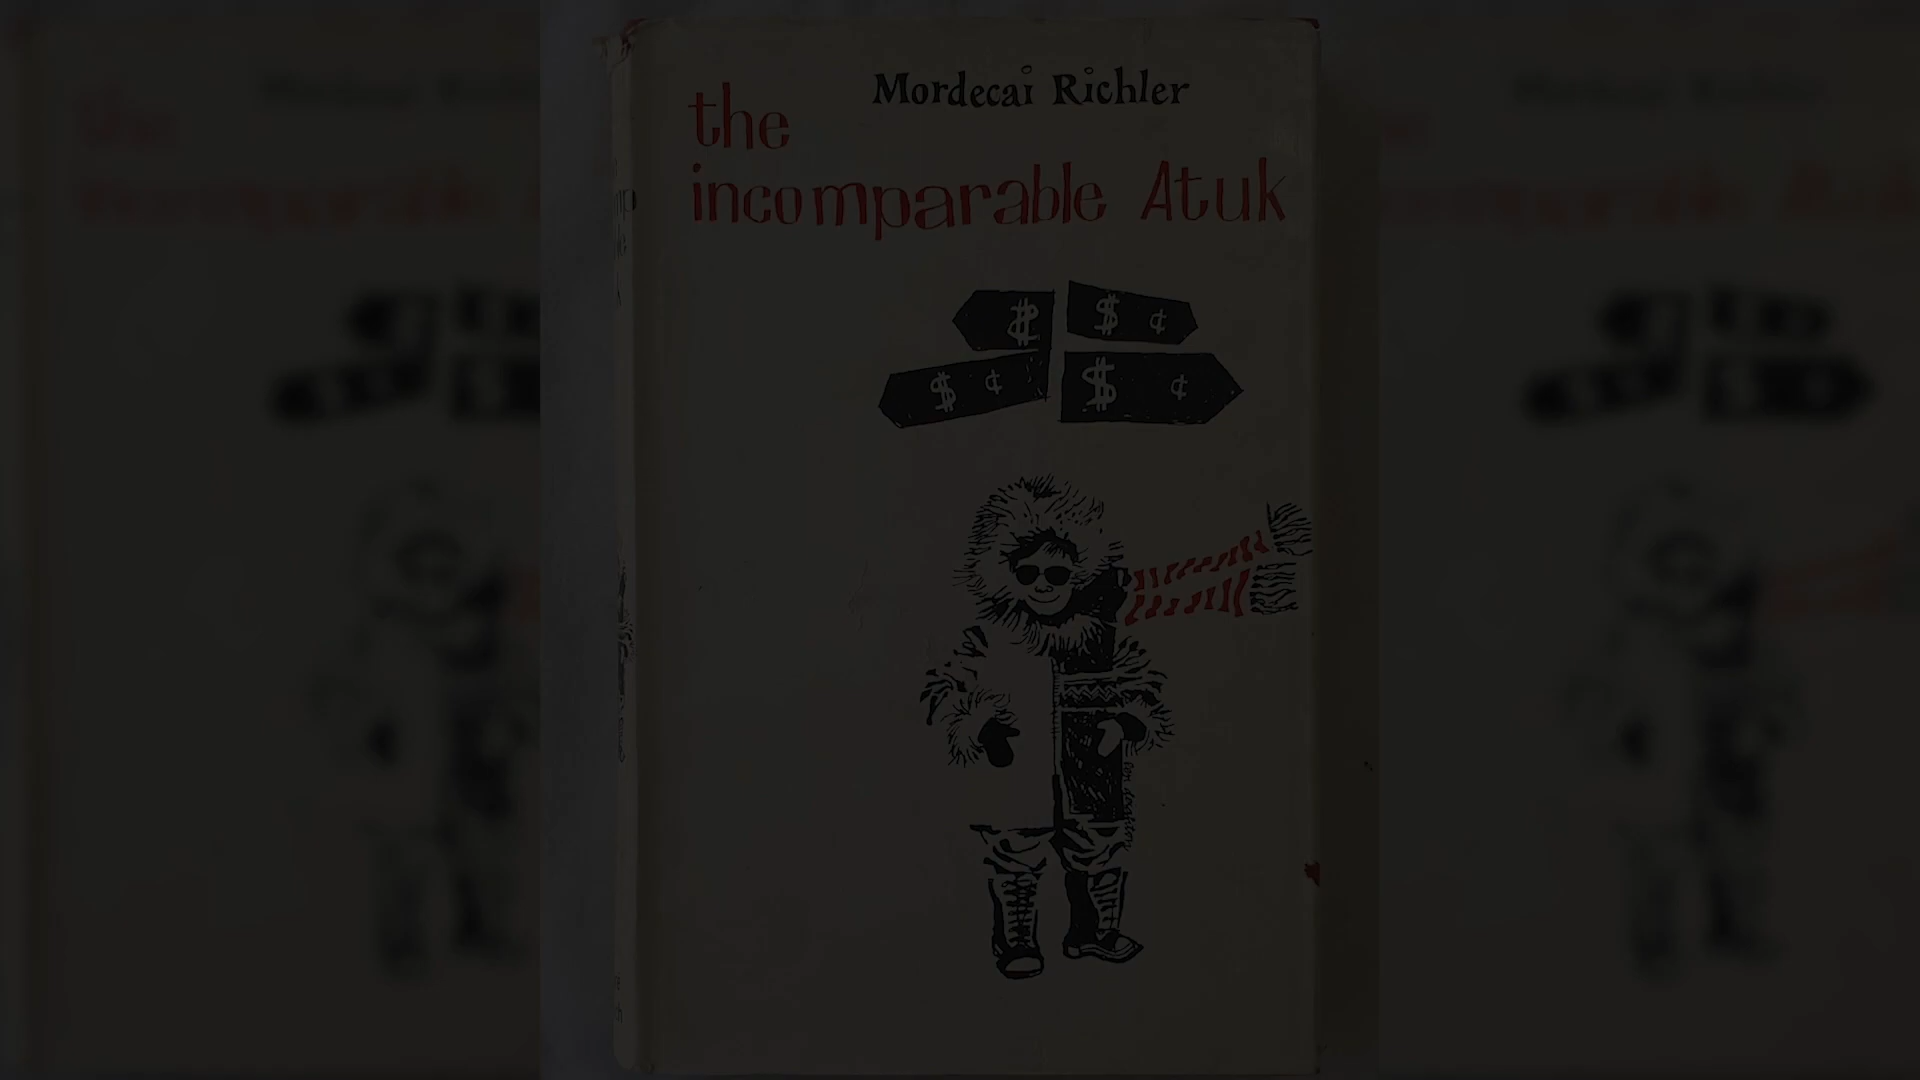 Mordecai Richler
the
incomparable Atuk
$ $ ¢
$ ¢ $ ¢